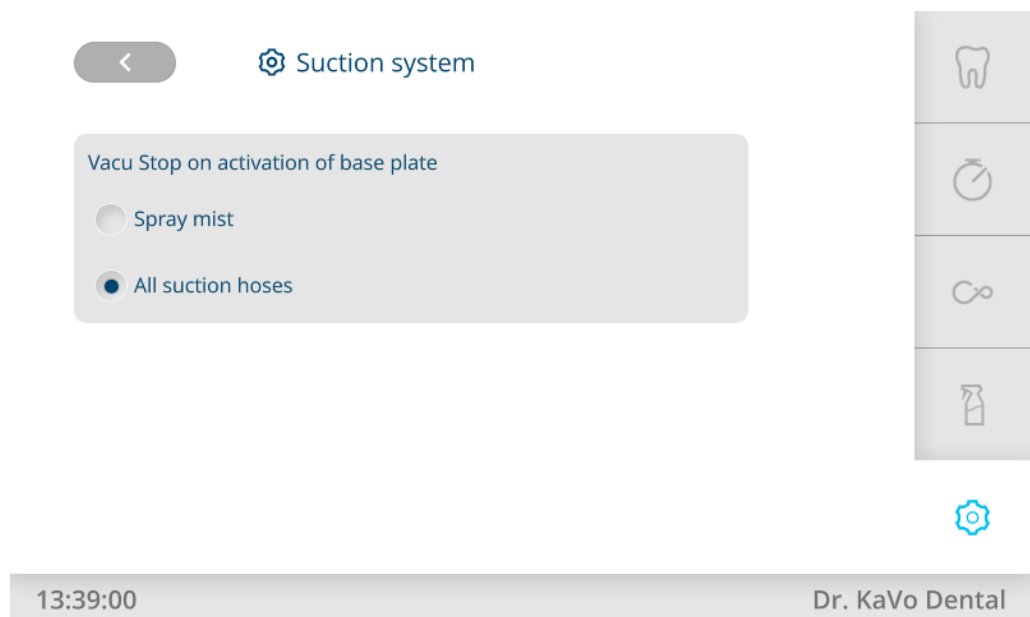 Suction system
Vacu Stop on activation of base plate
Spray mist
All suction hoses
13:39:00
Dr. KaVo Dental